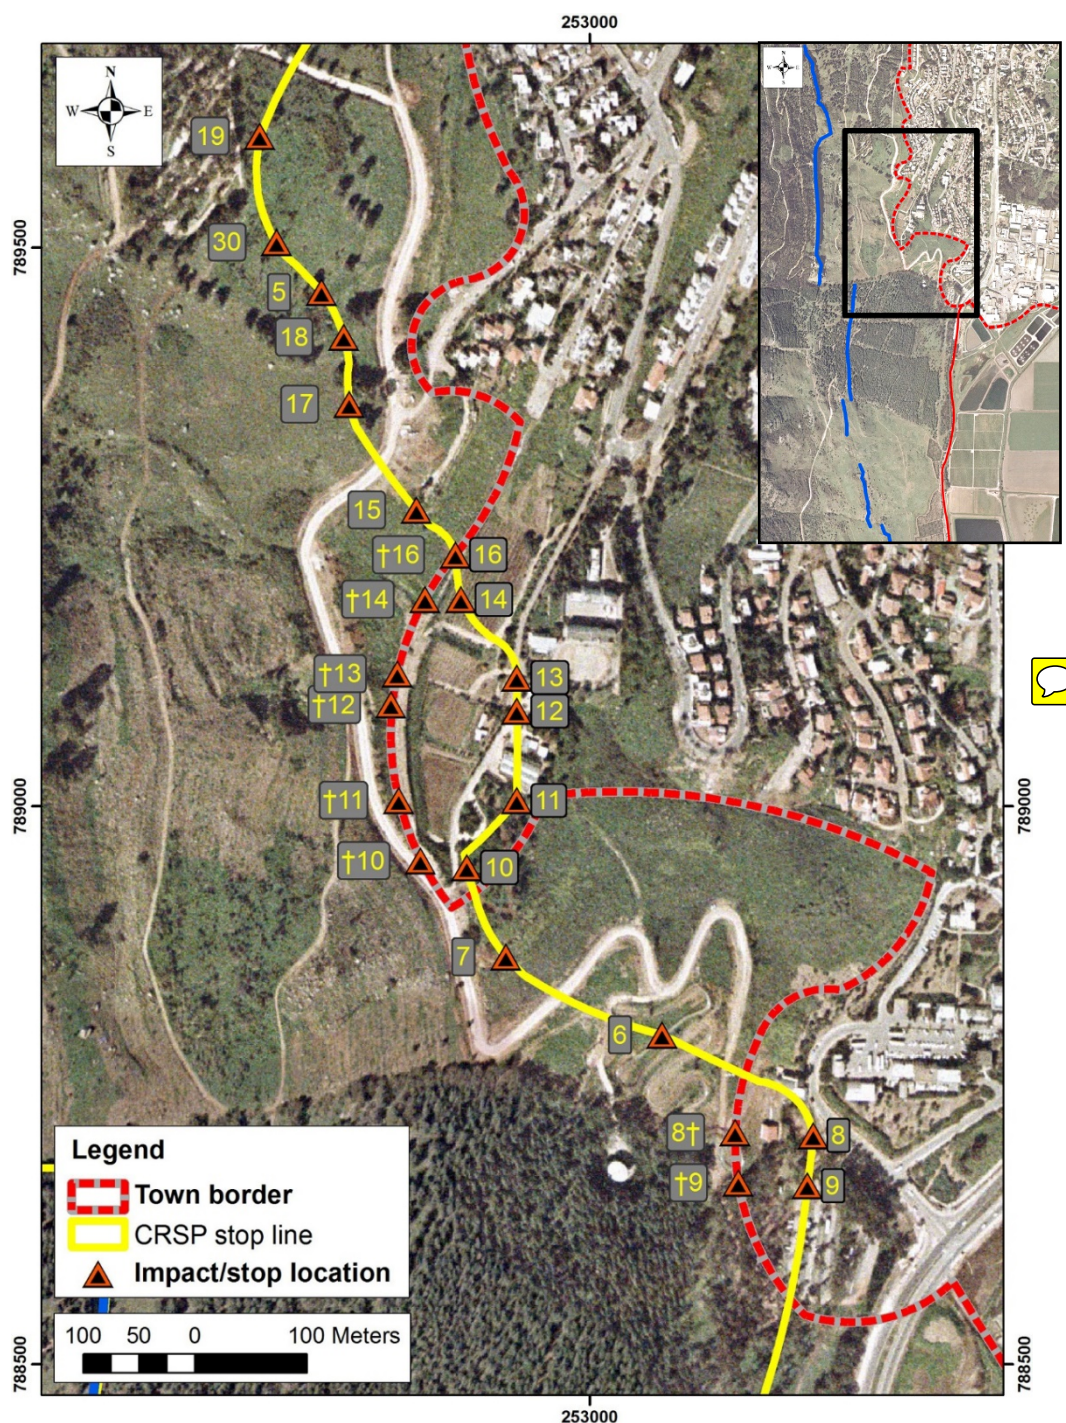 253000
N
W E
S
N
W E
S
19
789500
30
5
18
17
15
†16 16
†14 14
†13 13
†12 12
789000
†11 11
†10 10
7
6
8† 8
†9 9
Legend
Town border
CRSP stop line
Impact/stop location
100 50 0 100 Meters
788500
789000
788500
253000